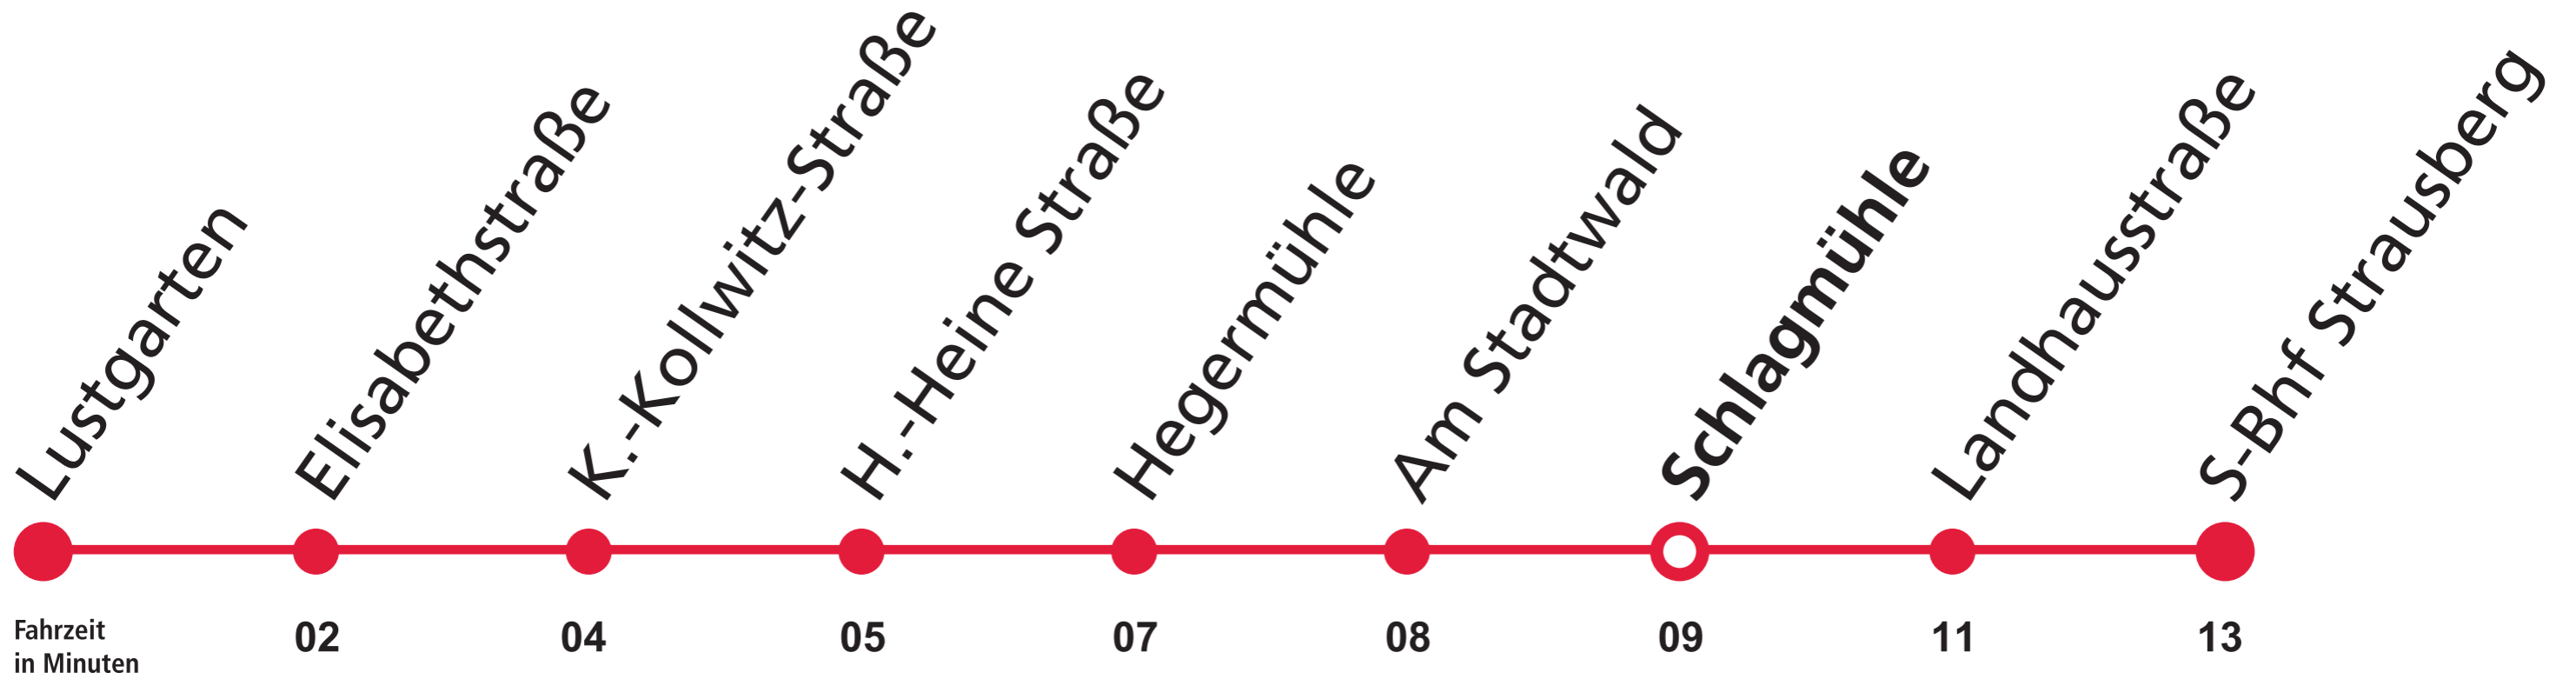 Lustgarten
Elisabethstraße
K.-Kollwitz-Straße
H.-Heine Straße
Hegermühle
Am Stadtwald
Schlagmühle
Landhausstraße
S-Bhf Strausberg
Fahrzeit
in Minuten
02 04 05 07 08 09 11 13